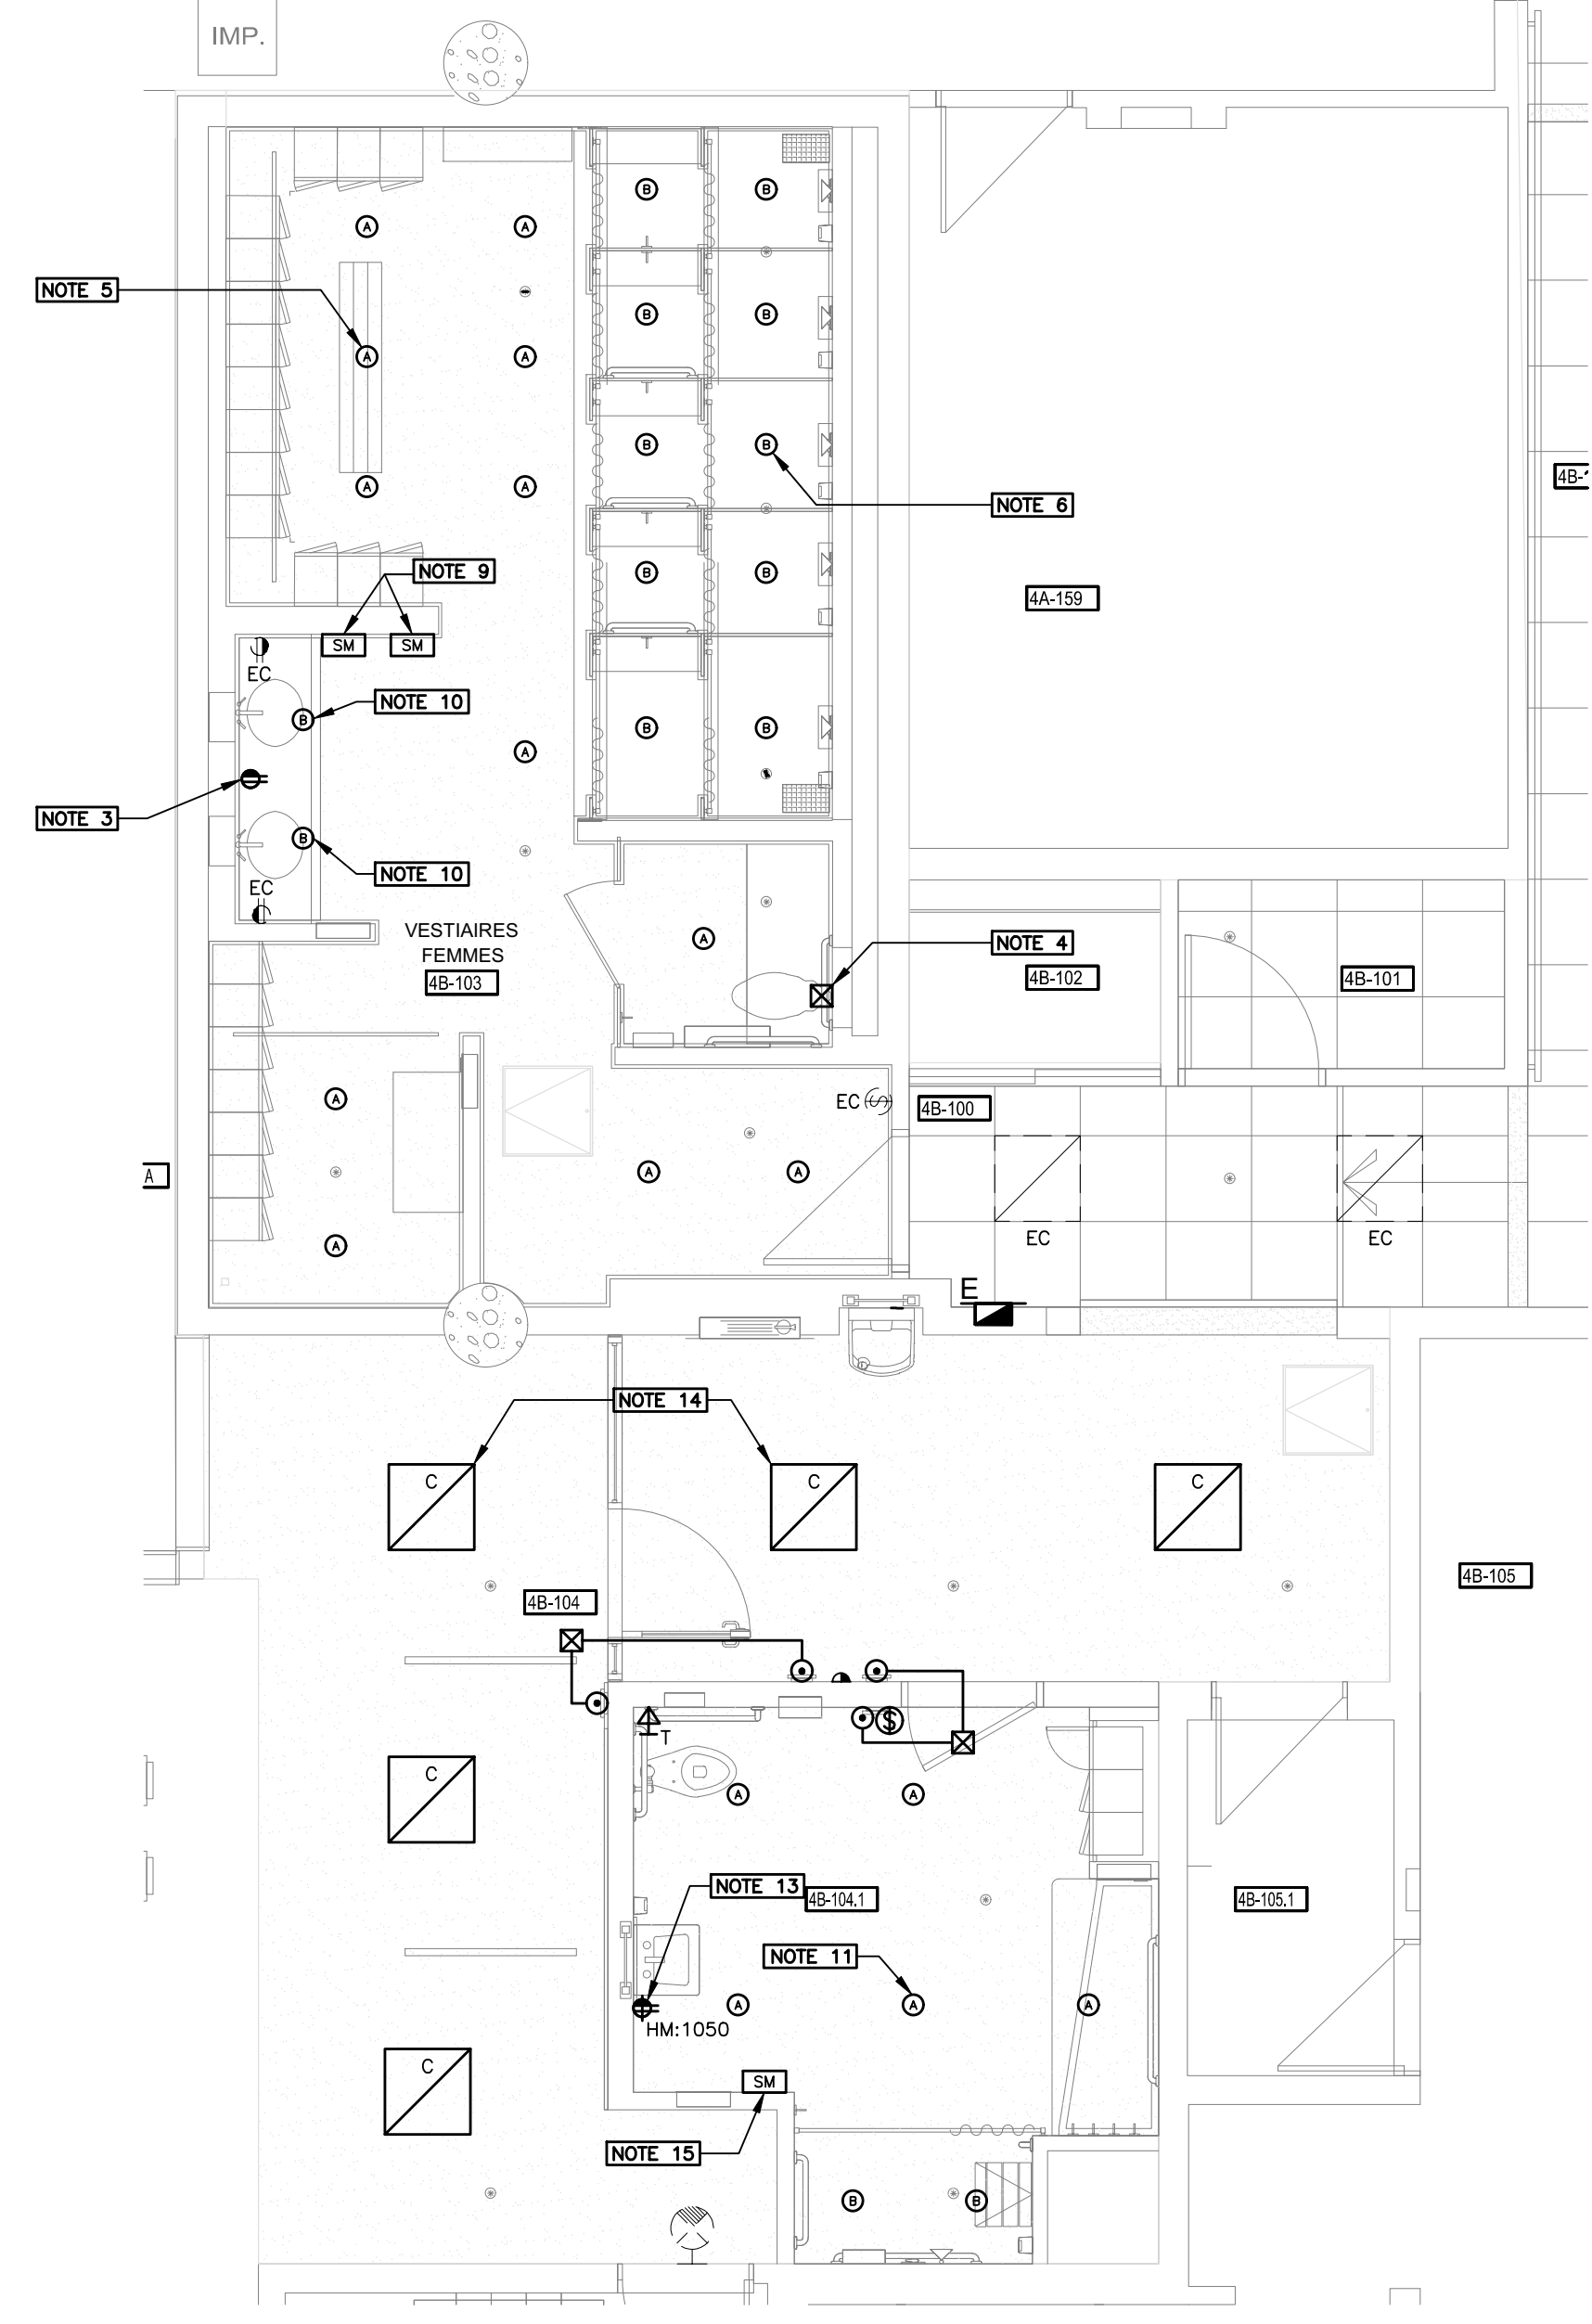 IMP.
B
B
A
A
NOTE 5
B
B
A
A
B
B
NOTE 6
4B-1
A
A
NOTE 9
B
B
4A-159
SM
SM
EC
NOTE 10
B
B
B
A
NOTE 3
B
NOTE 10
EC
VESTIAIRES
FEMMES
4B-103
A
NOTE 4
4B-102
4B-101
A
EC
S
4B-100
A
A
A
A
EC
EC
E
NOTE 14
C
C
C
4B-104
4B-105
T
$
C
A
A
NOTE 13
4B-104.1
4B-105.1
NOTE 11
A
A
A
HM:1050
C
SM
NOTE 15
B
B